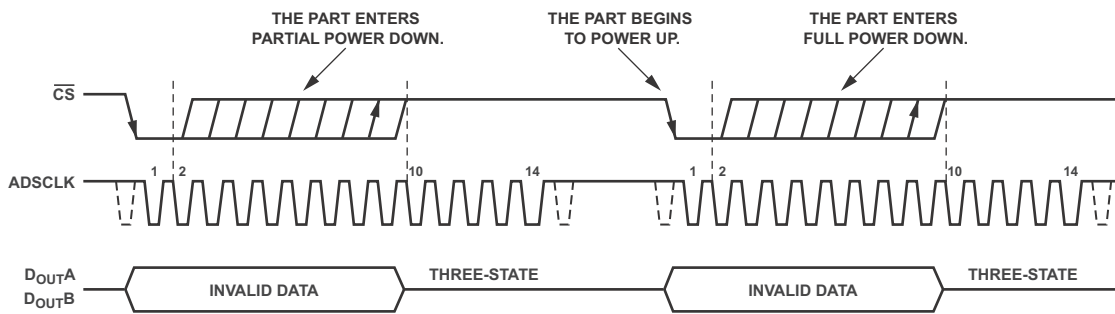 THE PART ENTERS
PARTIAL POWER DOWN.
THE PART BEGINS
TO POWER UP.
THE PART ENTERS
FULL POWER DOWN.
CS
1 2 10 14 1 2 10 14
ADSCLK
DOUTA
DOUTB
INVALID DATA THREE-STATE INVALID DATA THREE-STATE